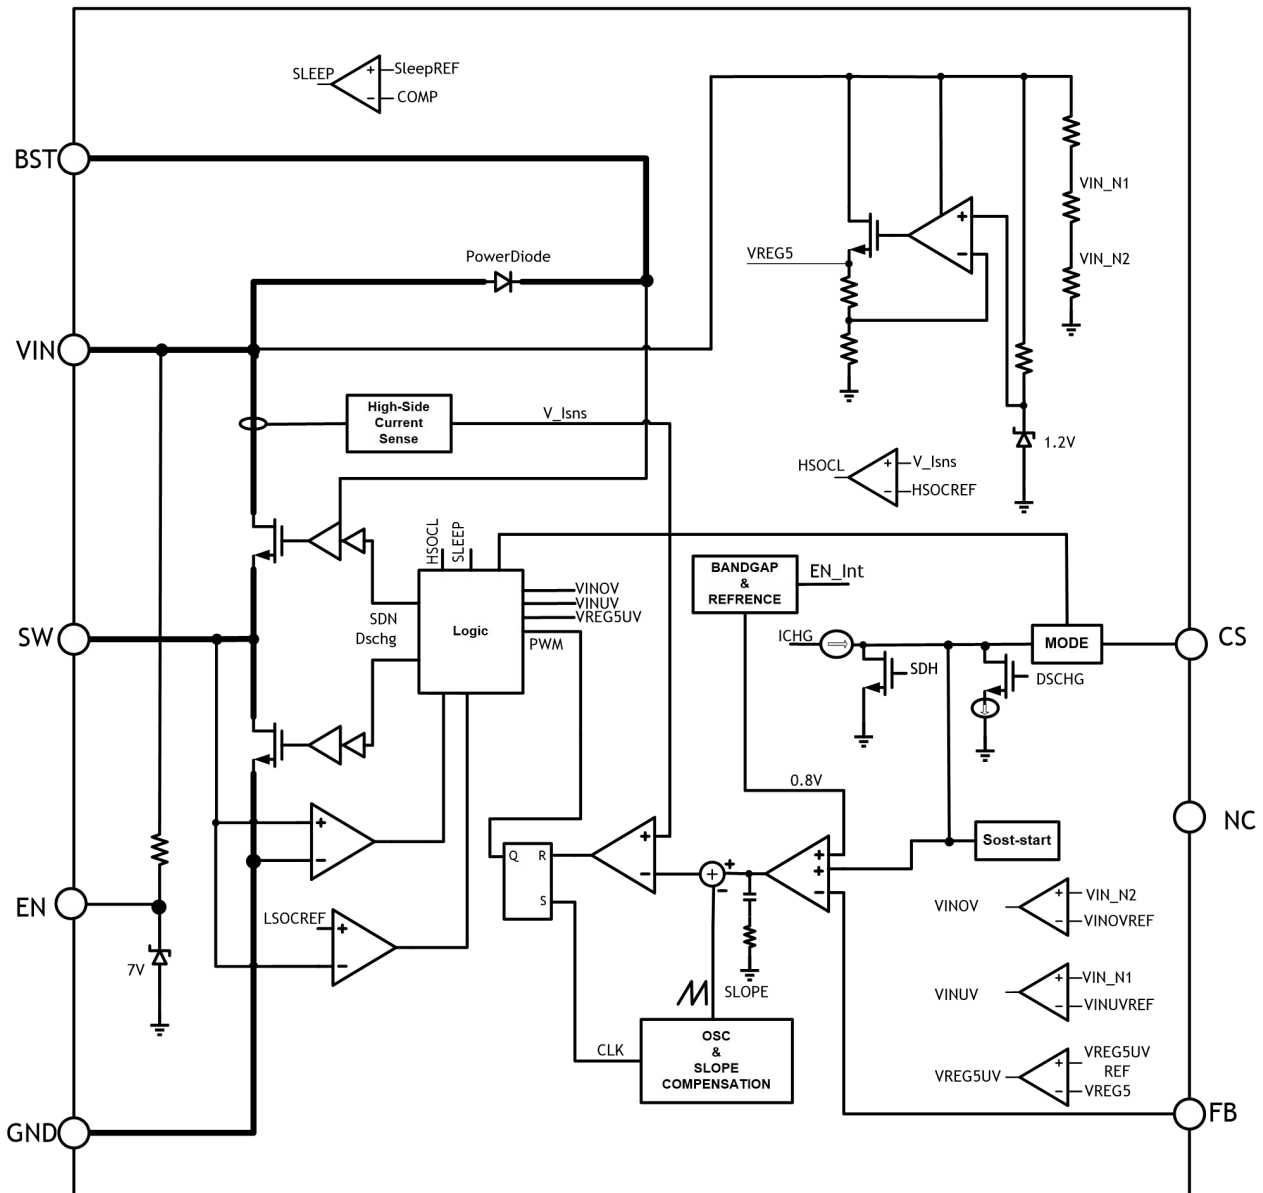 SLEEP
+ SleepREF
− COMP
BST
PowerDiode
VIN
VREG5
+
−
VIN_N1
VIN_N2
1.2V
High-Side
Current
Sense
V_Isns
HSOCL
+ V_Isns
− HSOCREF
HSOCL
SLEEP
SDN
Dschg
Logic
VINOV
VINUV
VREG5UV
PWM
BANDGAP
&
REFRENCE
EN_Int
ICHG
SDH
DSCHG
MODE
CS
SW
0.8V
NC
Sost-start
+
−
Q
R
S
+
−
+
+
−
+
+
−
EN
7V
LSOCREF
+
−
SLOPE
CLK
OSC
&
SLOPE
COMPENSATION
VINOV
+ VIN_N2
− VINOVREF
VINUV
+ VIN_N1
− VINUVREF
VREG5UV
+ VREG5UV
REF
− VREG5
GND
FB